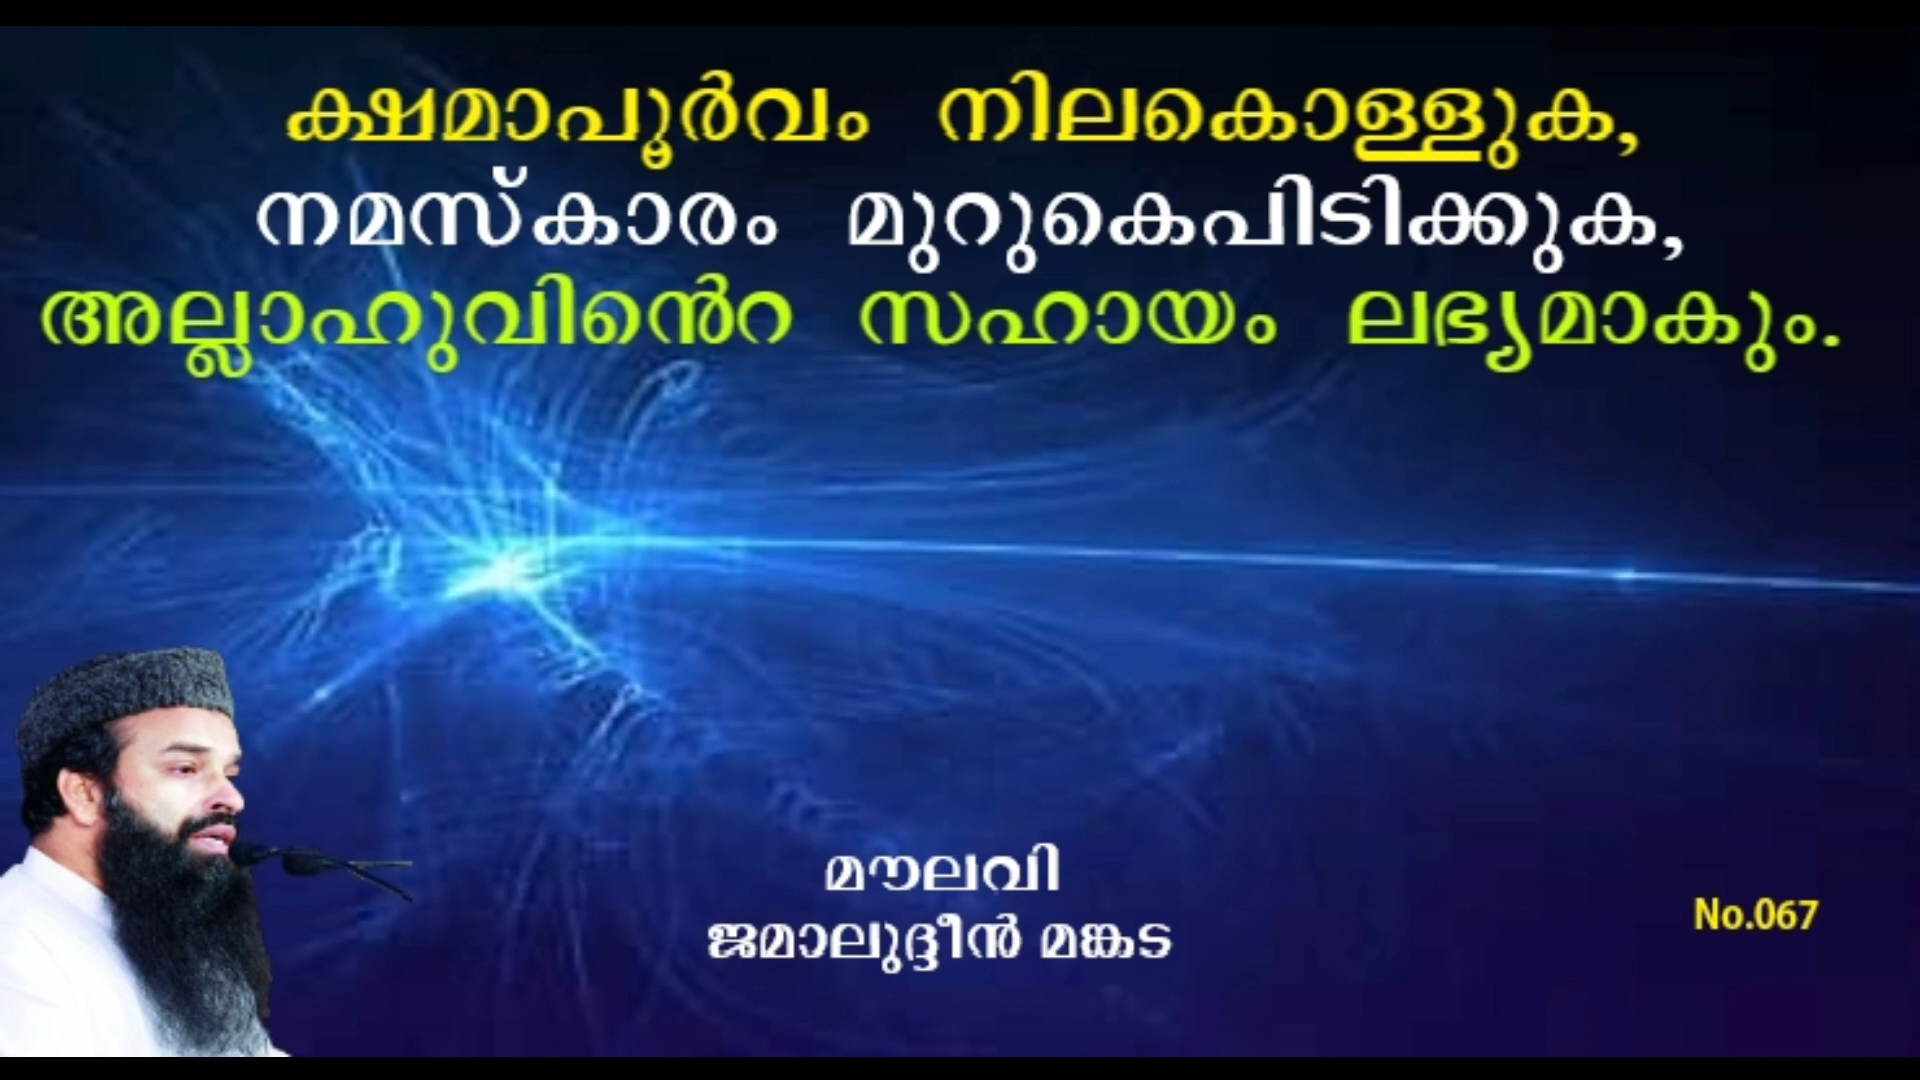 ക്ഷമാപൂർവം നിലകൊള്ളുക,
നമസ്കാരം മുറുകെപിടിക്കുക,
അല്ലാഹുവിൻെറ സഹായം ലഭ്യമാകും.
മൗലവി
ജമാലുദ്ദീൻ മങ്കട
No.067